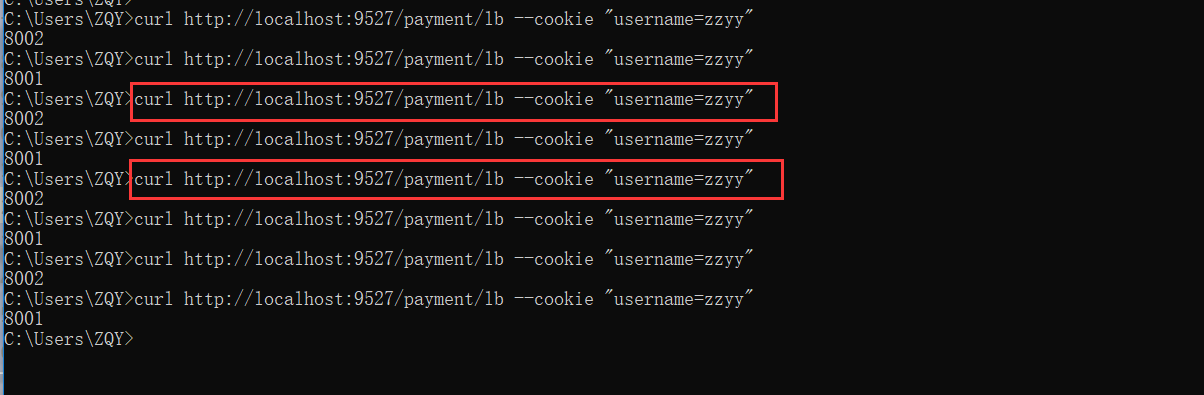 C:\Users\ZQY>curl http://localhost:9527/payment/lb --cookie "username=zzyy"
8002
C:\Users\ZQY>curl http://localhost:9527/payment/lb --cookie "username=zzyy"
8001
C:\Users\ZQY>curl http://localhost:9527/payment/lb --cookie "username=zzyy"
8002
C:\Users\ZQY>curl http://localhost:9527/payment/lb --cookie "username=zzyy"
8001
C:\Users\ZQY>curl http://localhost:9527/payment/lb --cookie "username=zzyy"
8002
C:\Users\ZQY>curl http://localhost:9527/payment/lb --cookie "username=zzyy"
8001
C:\Users\ZQY>curl http://localhost:9527/payment/lb --cookie "username=zzyy"
8002
C:\Users\ZQY>curl http://localhost:9527/payment/lb --cookie "username=zzyy"
8001
C:\Users\ZQY>